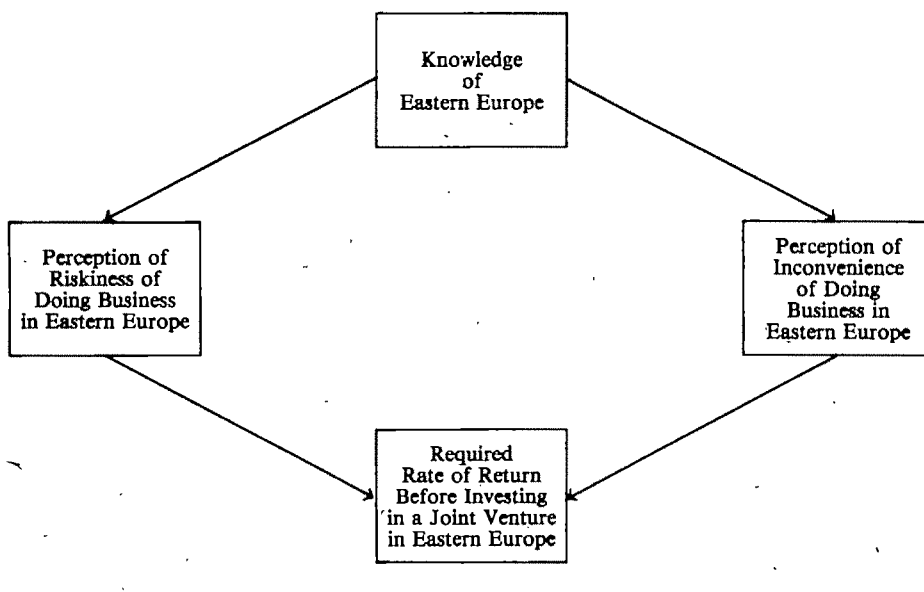 Knowledge
of
Eastern Europe
Perception of
Riskiness of
Doing Business
in Eastern Europe
Perception of
Inconvenience
of Doing
Business in
Eastern Europe
Required
Rate of Return
Before Investing
in a Joint Venture
in Eastern Europe